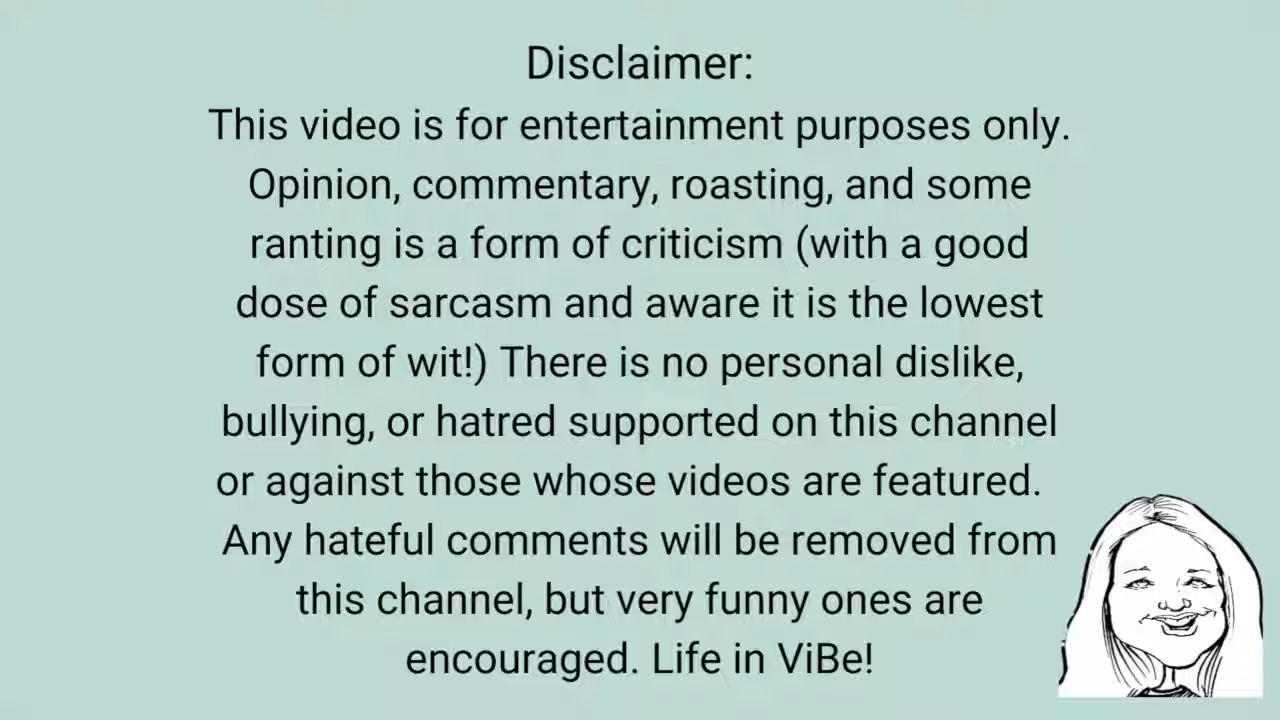 Disclaimer:
This video is for entertainment purposes only.
Opinion, commentary, roasting, and some
ranting is a form of criticism (with a good
dose of sarcasm and aware it is the lowest
form of wit!) There is no personal dislike,
bullying, or hatred supported on this channel
or against those whose videos are featured.
Any hateful comments will be removed from
this channel, but very funny ones are
encouraged. Life in ViBe!